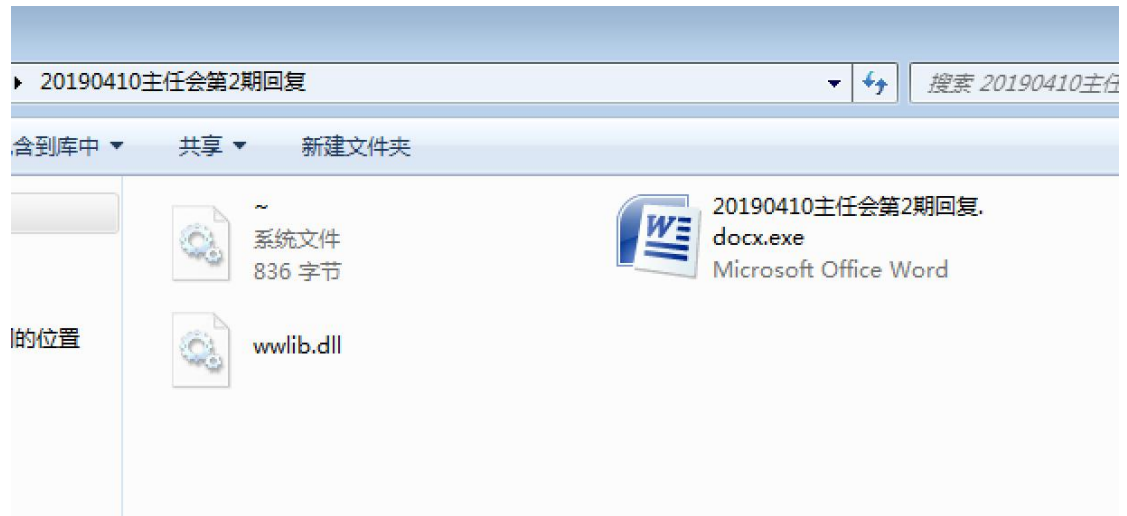 20190410主任会第2期回复
搜索 20190410主任
含到库中
共享
新建文件夹
~
系统文件
836 字节
20190410主任会第2期回复.
docx.exe
Microsoft Office Word
的位置
wwlib.dll